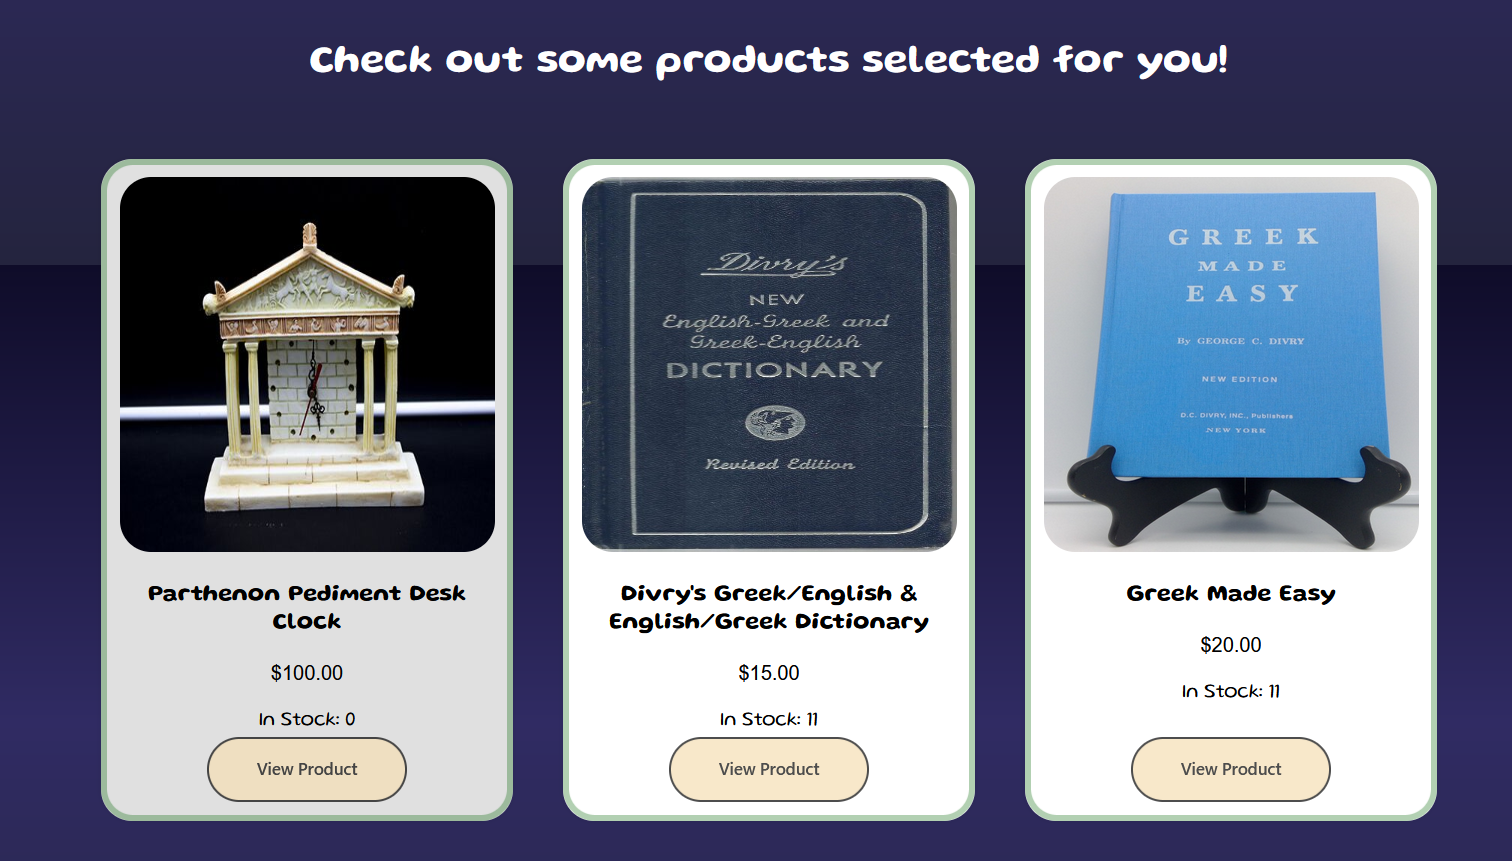 Check out some products selected for you!
Divry's
NEW
English-Greek and
Greek-English
DICTIONARY
Revised Edition
GREEK
MADE
EASY
By GEORGE C. DIVRY
NEW EDITION
D.C. DIVRY, INC., Publishers
NEW YORK
Parthenon Pediment Desk
Clock
$100.00
In Stock: 0
View Product
Divry's Greek/English &
English/Greek Dictionary
$15.00
In Stock: 11
View Product
Greek Made Easy
$20.00
In Stock: 11
View Product